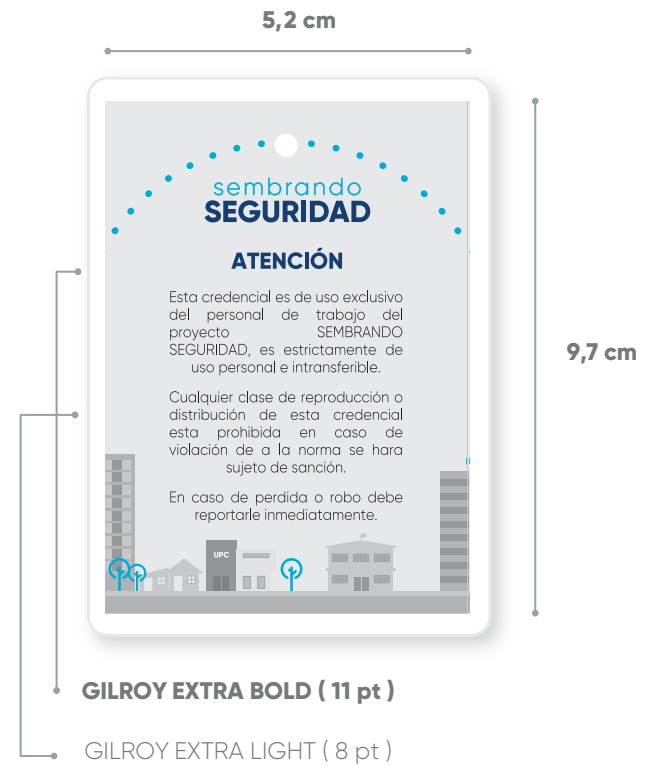 5,2 cm
sembrando
SEGURIDAD
ATENCIÓN
Esta credencial es de uso exclusivo
del personal de trabajo del
proyecto SEMBRANDO
SEGURIDAD, es estrictamente de
uso personal e intransferible.
Cualquier clase de reproducción o
distribución de esta credencial
esta prohibida en caso de
violación de a la norma se hara
sujeto de sanción.
En caso de perdida o robo debe
reportarle inmediatamente.
UPC
9,7 cm
GILROY EXTRA BOLD ( 11 pt )
GILROY EXTRA LIGHT ( 8 pt )